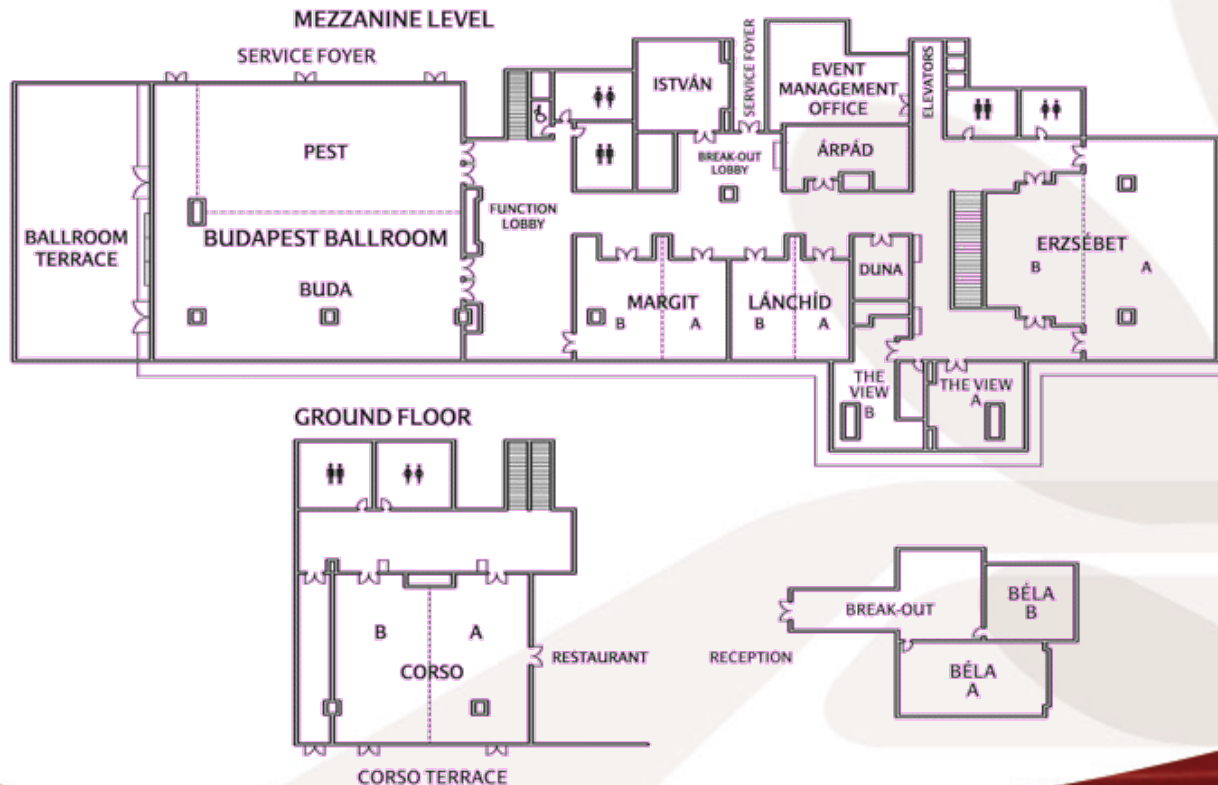 MEZZANINE LEVEL
SERVICE FOYER
BALLROOM
TERRACE
PEST
BUDAPEST BALLROOM
BUDA
FUNCTION
LOBBY
ISTVÁN
SERVICE FOYER
EVENT
MANAGEMENT
OFFICE
ELEVATORS
BREAK-OUT
LOBBY
ÁRPÁD
MARGIT
B
A
LÁNCHÍD
B
A
DUNA
ERZSÉBET
B
A
THE
VIEW
B
THE VIEW
A
GROUND FLOOR
B
A
CORSO
RESTAURANT
CORSO TERRACE
RECEPTION
BREAK-OUT
BÉLA
B
BÉLA
A